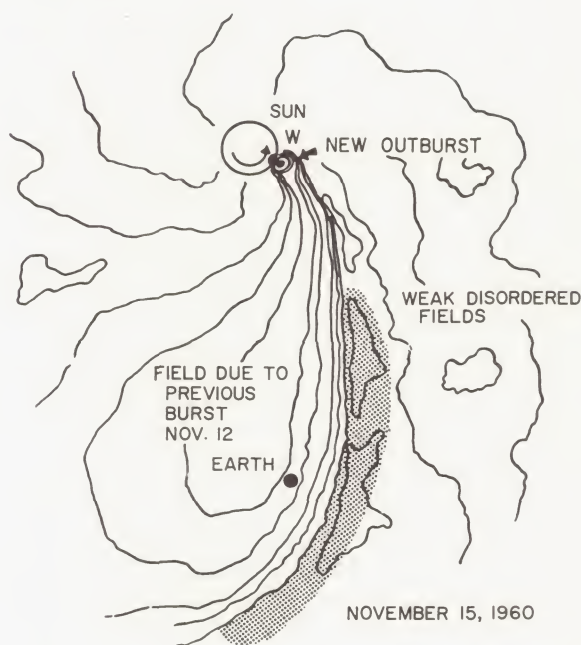 SUN
W
NEW OUTBURST
WEAK DISORDERED
FIELDS
FIELD DUE TO
PREVIOUS
BURST
NOV. 12
EARTH
NOVEMBER 15, 1960